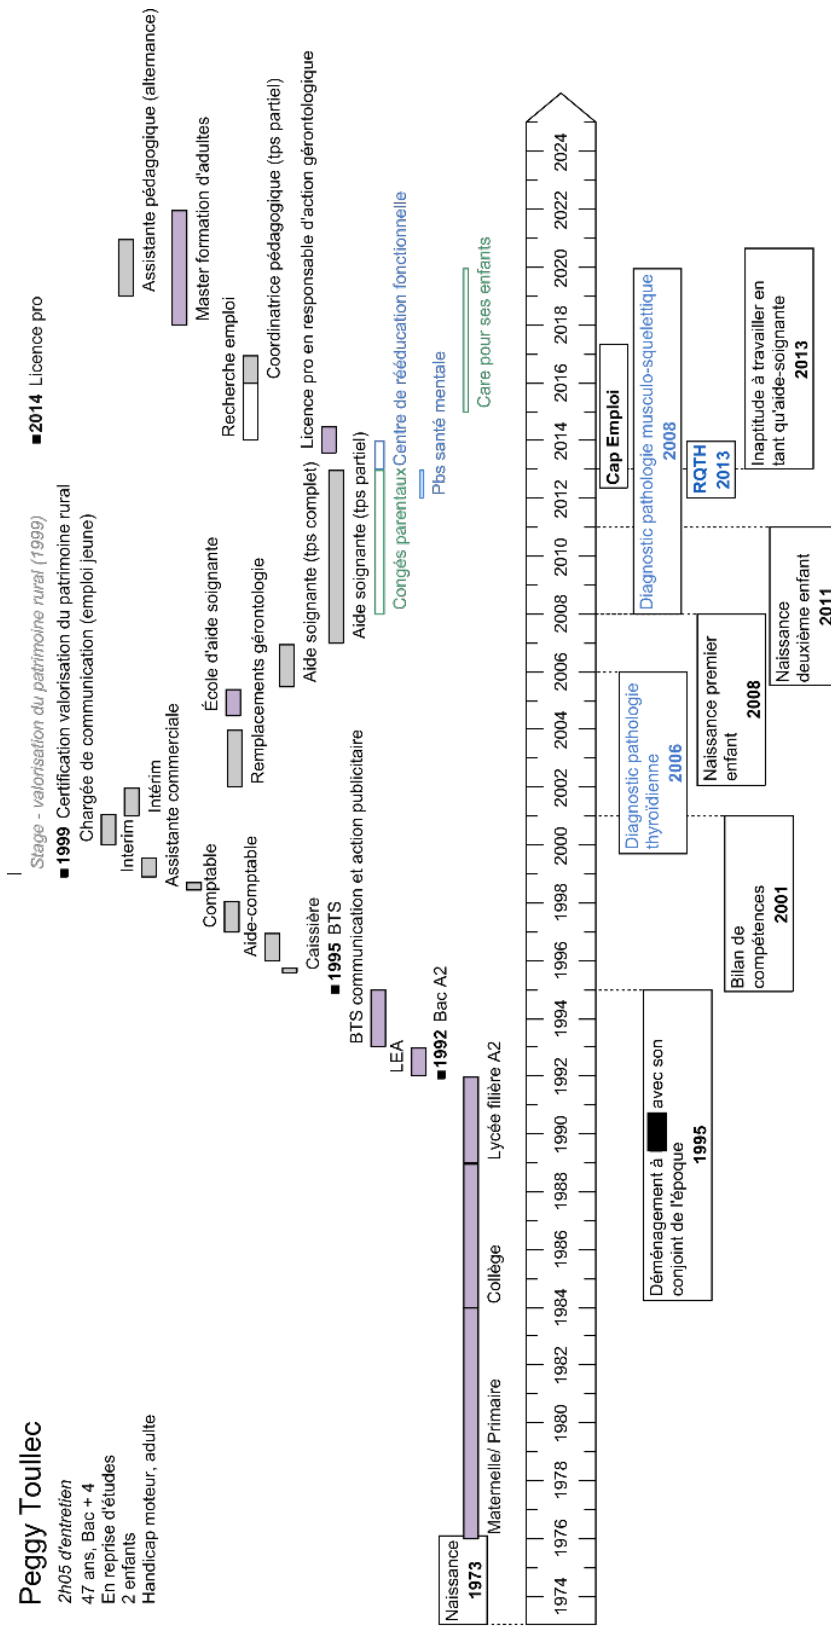 Peggy Toullec
2h05 d'entretien
47 ans, Bac + 4
En reprise d'études
2 enfants
Handicap moteur, adulte
Stage - valorisation du patrimoine rural (1999)
■1999 Certification valorisation du patrimoine rural
■2014 Licence pro
Chargée de communication (emploi jeune)
Interim
Intérim
Assistante commerciale
Comptable
Aide-comptable
Caissière
■1995 BTS
BTS communication et action publicitaire
LEA
■1992 Bac A2
Assistante pédagogique (alternance)
Master formation d'adultes
Recherche emploi
Coordinatrice pédagogique (tps partiel)
École d'aide soignante
Remplacements gérontologie
Aide soignante (tps complet)
Licence pro en responsable d'action gérontologique
Aide soignante (tps partiel)
Congés parentaux
Centre de rééducation fonctionnelle
Pbs santé mentale
Care pour ses enfants
Naissance
1973
Maternelle/ Primaire
Collège
Lycée filière A2
1974
1976
1978
1980
1982
1984
1986
1988
1990
1992
1994
1996
1998
2000
2002
2004
2006
2008
2010
2012
2014
2016
2018
2020
2022
2024
Déménagement à avec son
conjoint de l'époque
1995
Bilan de
compétences
2001
Diagnostic pathologie
thyroïdienne
2006
Naissance premier
enfant
2008
Naissance
deuxième enfant
2011
Cap Emploi
Diagnostic pathologie musculo-squelettique
2008
RQTH
2013
Inaptitude à travailler en
tant qu'aide-soignante
2013